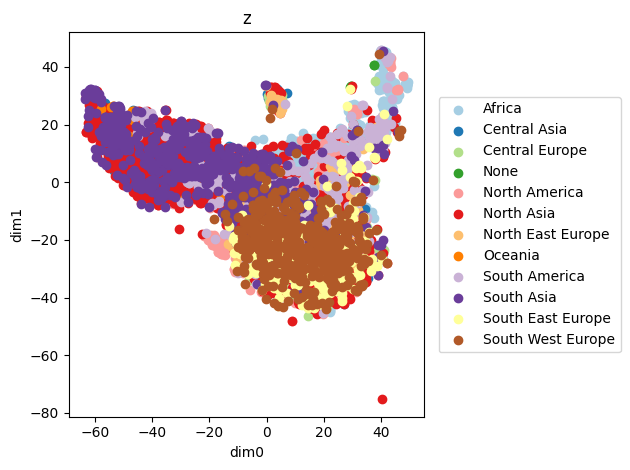 z
40
20
0
−20
−40
−60
−80
dim1
−60 −40 −20 0 20 40
dim0
Africa
Central Asia
Central Europe
None
North America
North Asia
North East Europe
Oceania
South America
South Asia
South East Europe
South West Europe